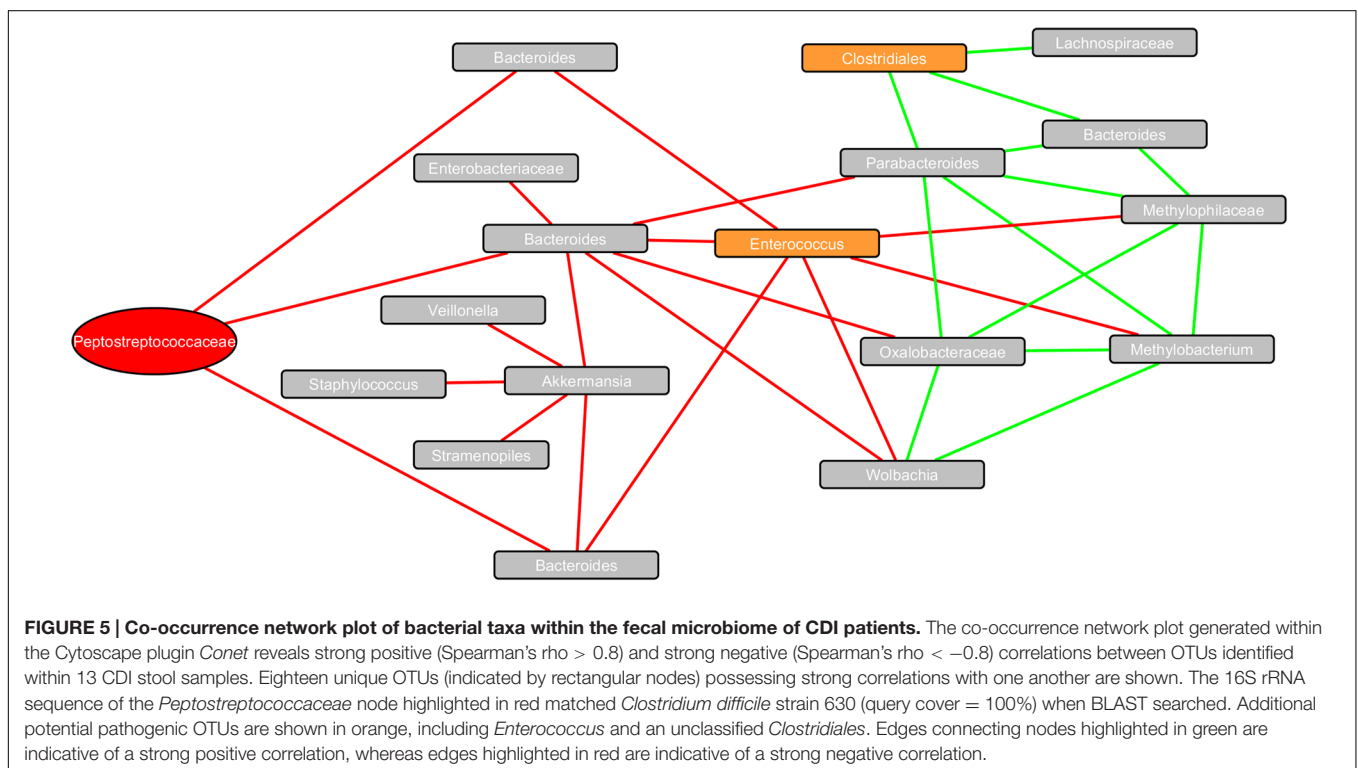 Bacteroides
Clostridiales
Lachnospiraceae
Bacteroides
Parabacteroides
Enterobacteriaceae
Methylophilaceae
Bacteroides
Enterococcus
Veillonella
Peptostreptococcaceae
Oxalobacteraceae
Methylobacterium
Staphylococcus
Akkermansia
Stramenopiles
Wolbachia
Bacteroides
FIGURE 5 | Co-occurrence network plot of bacterial taxa within the fecal microbiome of CDI patients. The co-occurrence network plot generated within
the Cytoscape plugin Conet reveals strong positive (Spearman's rho > 0.8) and strong negative (Spearman's rho < −0.8) correlations between OTUs identified
within 13 CDI stool samples. Eighteen unique OTUs (indicated by rectangular nodes) possessing strong correlations with one another are shown. The 16S rRNA
sequence of the Peptostreptococcaceae node highlighted in red matched Clostridium difficile strain 630 (query cover = 100%) when BLAST searched. Additional
potential pathogenic OTUs are shown in orange, including Enterococcus and an unclassified Clostridiales. Edges connecting nodes highlighted in green are
indicative of a strong positive correlation, whereas edges highlighted in red are indicative of a strong negative correlation.